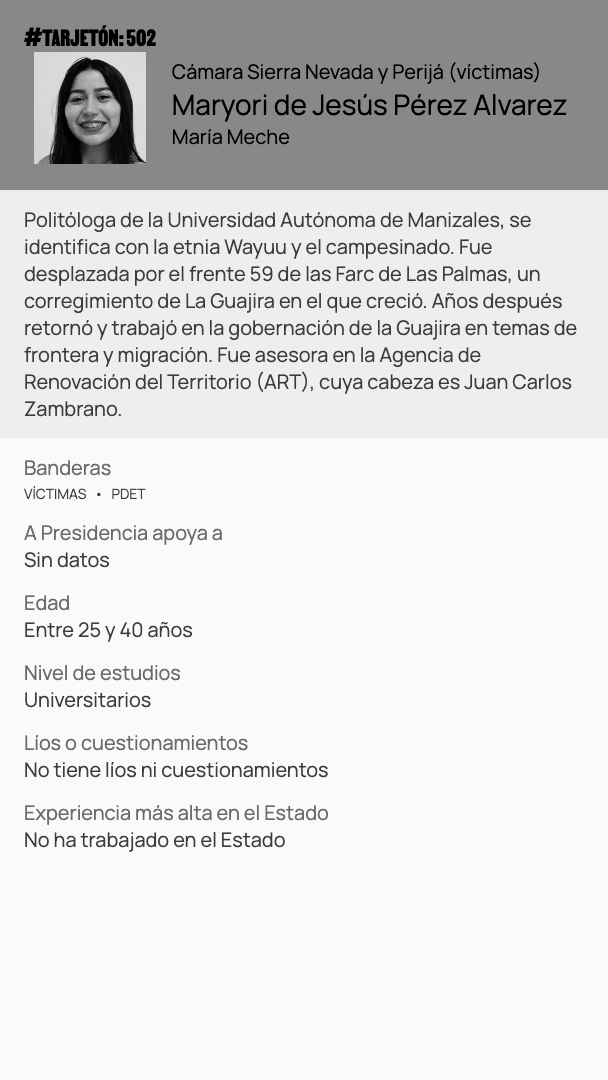 #TARJETÓN: 502
Cámara Sierra Nevada y Perijá (víctimas)
Maryori de Jesús Pérez Alvarez
María Meche
Politóloga de la Universidad Autónoma de Manizales, se
identifica con la etnia Wayuu y el campesinado. Fue
desplazada por el frente 59 de las Farc de Las Palmas, un
corregimiento de La Guajira en el que creció. Años después
retornó y trabajó en la gobernación de la Guajira en temas de
frontera y migración. Fue asesora en la Agencia de
Renovación del Territorio (ART), cuya cabeza es Juan Carlos
Zambrano.
Banderas
VÍCTIMAS • PDET
A Presidencia apoya a
Sin datos
Edad
Entre 25 y 40 años
Nivel de estudios
Universitarios
Líos o cuestionamientos
No tiene líos ni cuestionamientos
Experiencia más alta en el Estado
No ha trabajado en el Estado